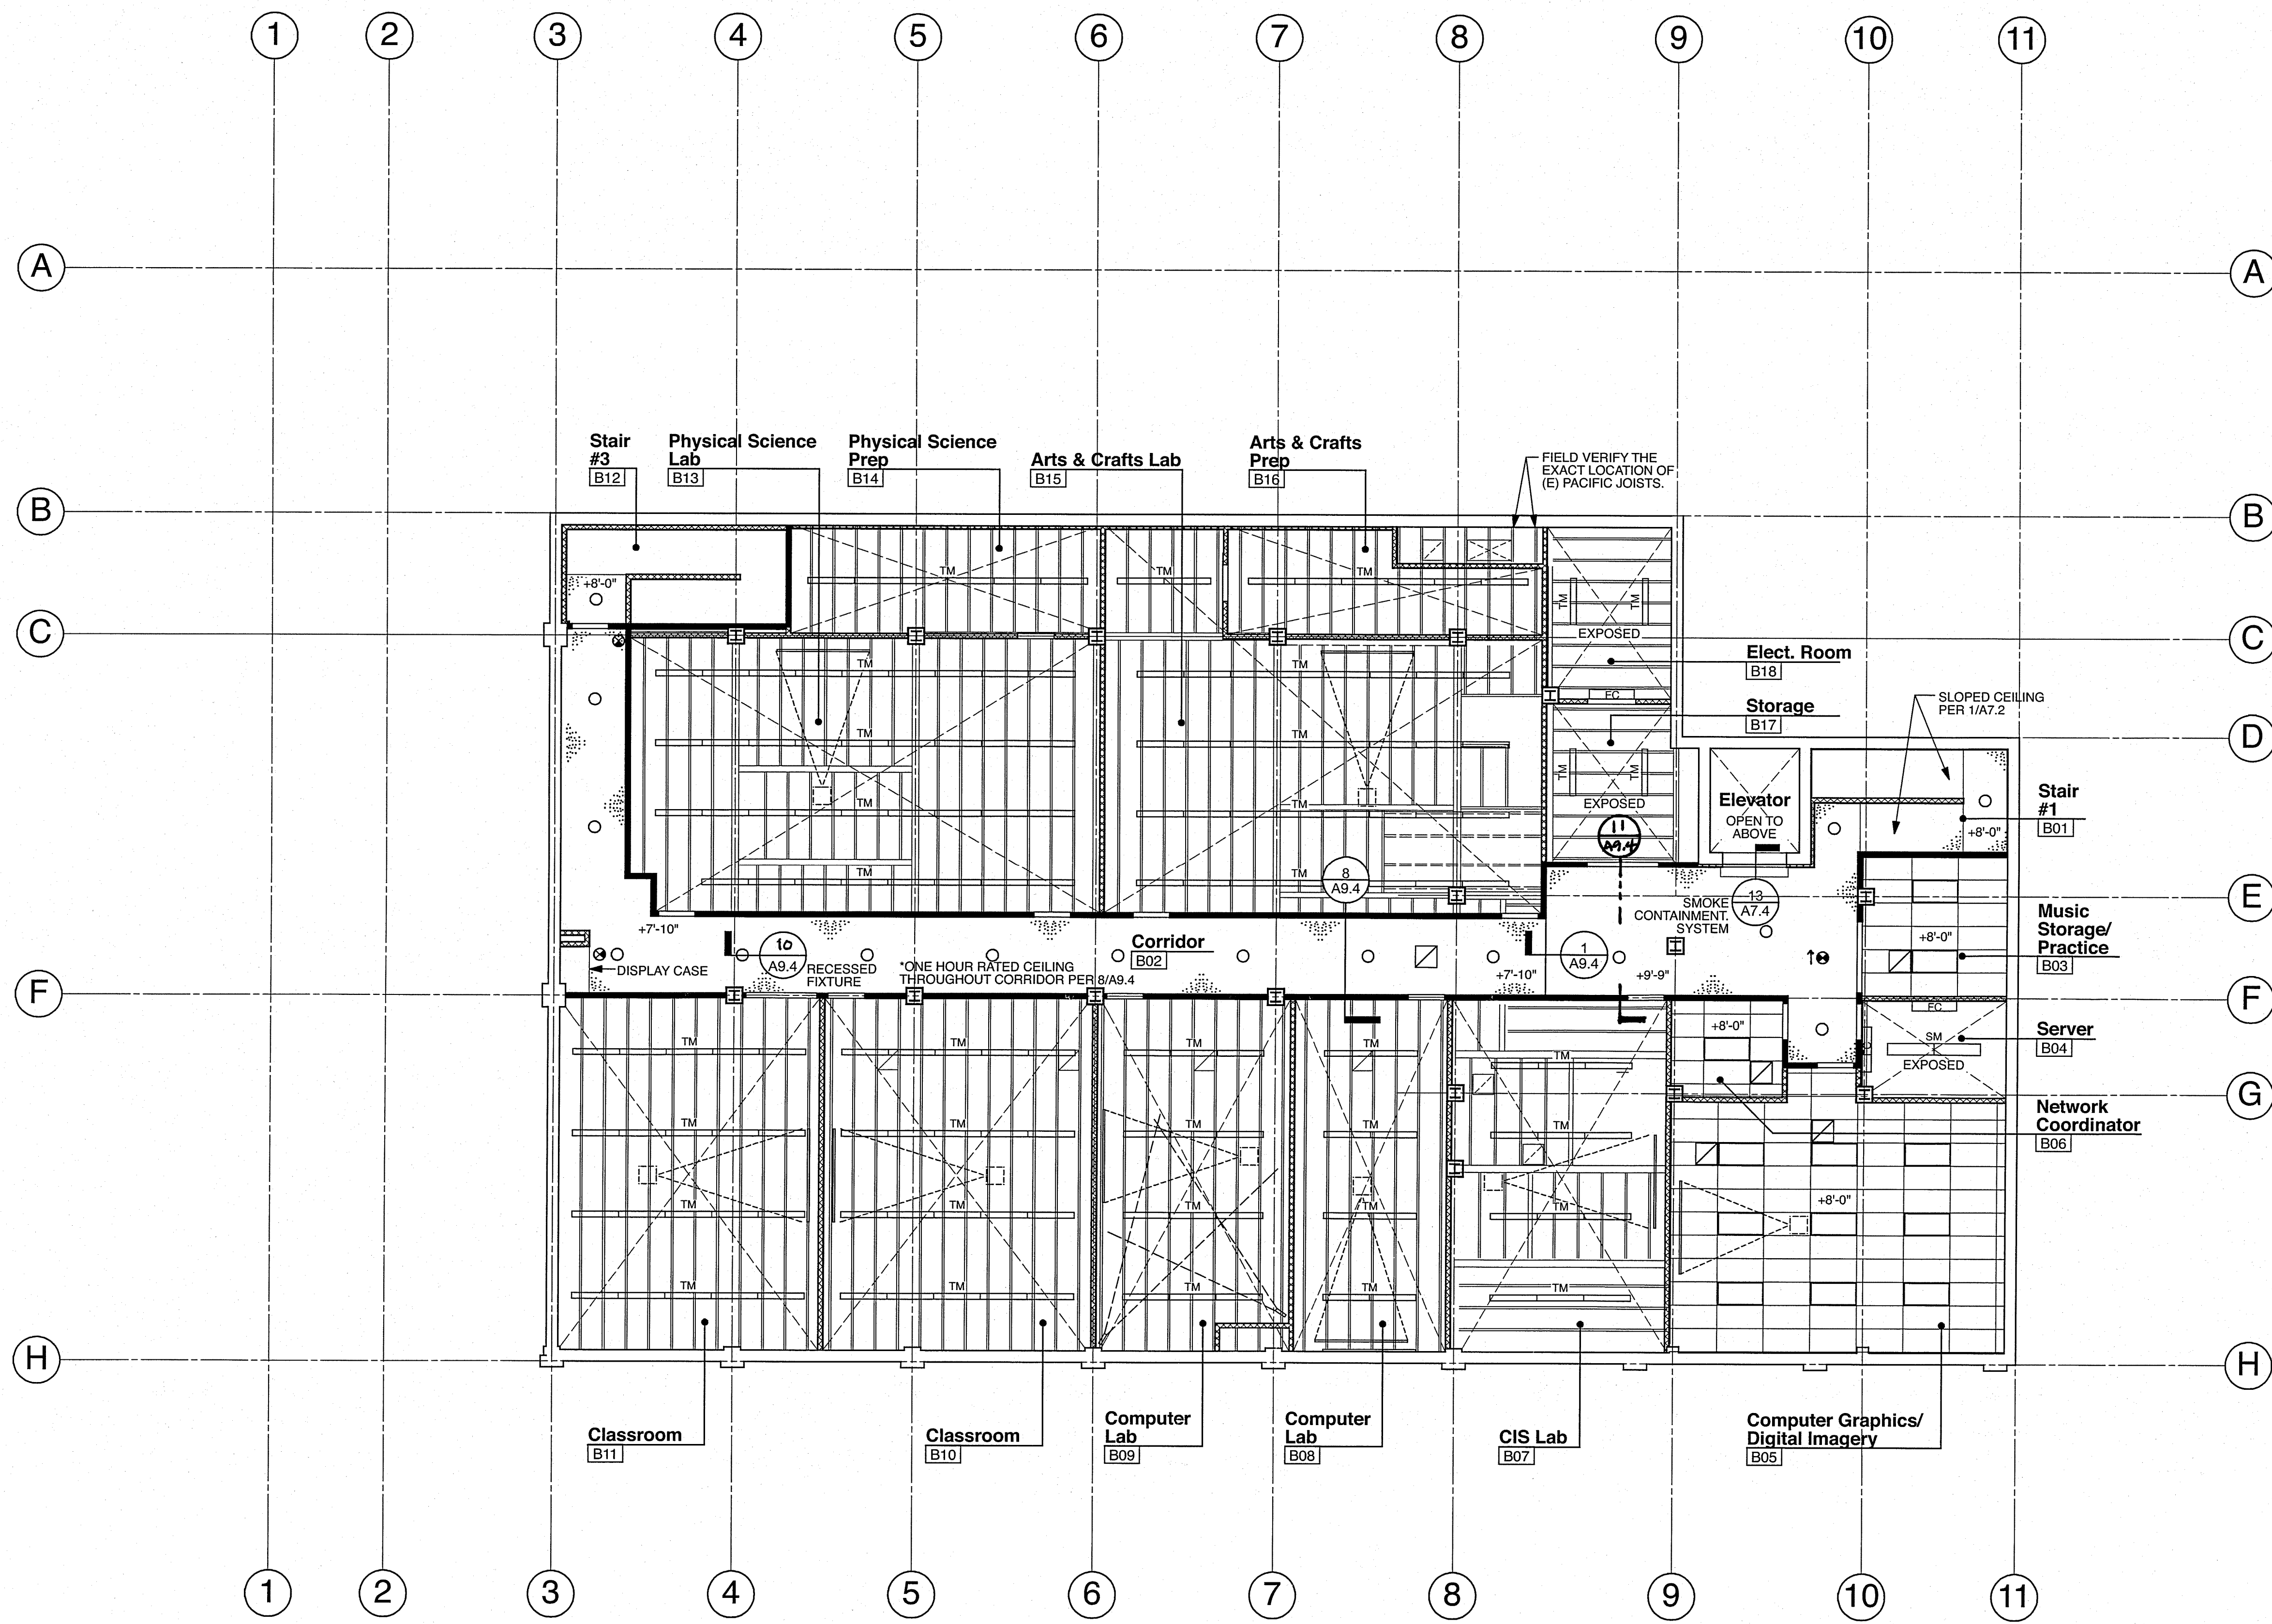 1 2 3 4 5 6 7 8 9 10 11
A A
Stair
#3
B12
Physical Science
Lab
B13
Physical Science
Prep
B14
Arts & Crafts Lab
B15
Arts & Crafts
Prep
B16
FIELD VERIFY THE
EXACT LOCATION OF
(E) PACIFIC JOISTS.
B B
+8'-0"
TM TM TM
TM TM
EXPOSED
C C
Elect. Room
B18
TM TM
EC
SLOPED CEILING
PER 1/A7.2
Storage
B17
D
TM TM
TM TM
EXPOSED
Elevator
OPEN TO
ABOVE
Stair
#1
B01
+8'-0"
TM TM
11
A9.4
TM TM
8
A9.4
13
A7.4
SMOKE
CONTAINMENT.
SYSTEM
E E
Music
Storage/
Practice
B03
+8'-0"
+7'-10"
10
A9.4
RECESSED
FIXTURE
DISPLAY CASE
Corridor
B02
*ONE HOUR RATED CEILING
THROUGHOUT CORRIDOR PER 8/A9.4
1
A9.4
+7'-10"
+9'-9"
F F
EC
+8'-0"
Server
B04
SM
EXPOSED
TM TM TM TM TM
G G
Network
Coordinator
B06
TM TM TM TM TM
+8'-0"
TM TM TM TM TM
TM TM TM TM TM
H H
Classroom
B11
Classroom
B10
Computer
Lab
B09
Computer
Lab
B08
CIS Lab
B07
Computer Graphics/
Digital Imagery
B05
1 2 3 4 5 6 7 8 9 10 11